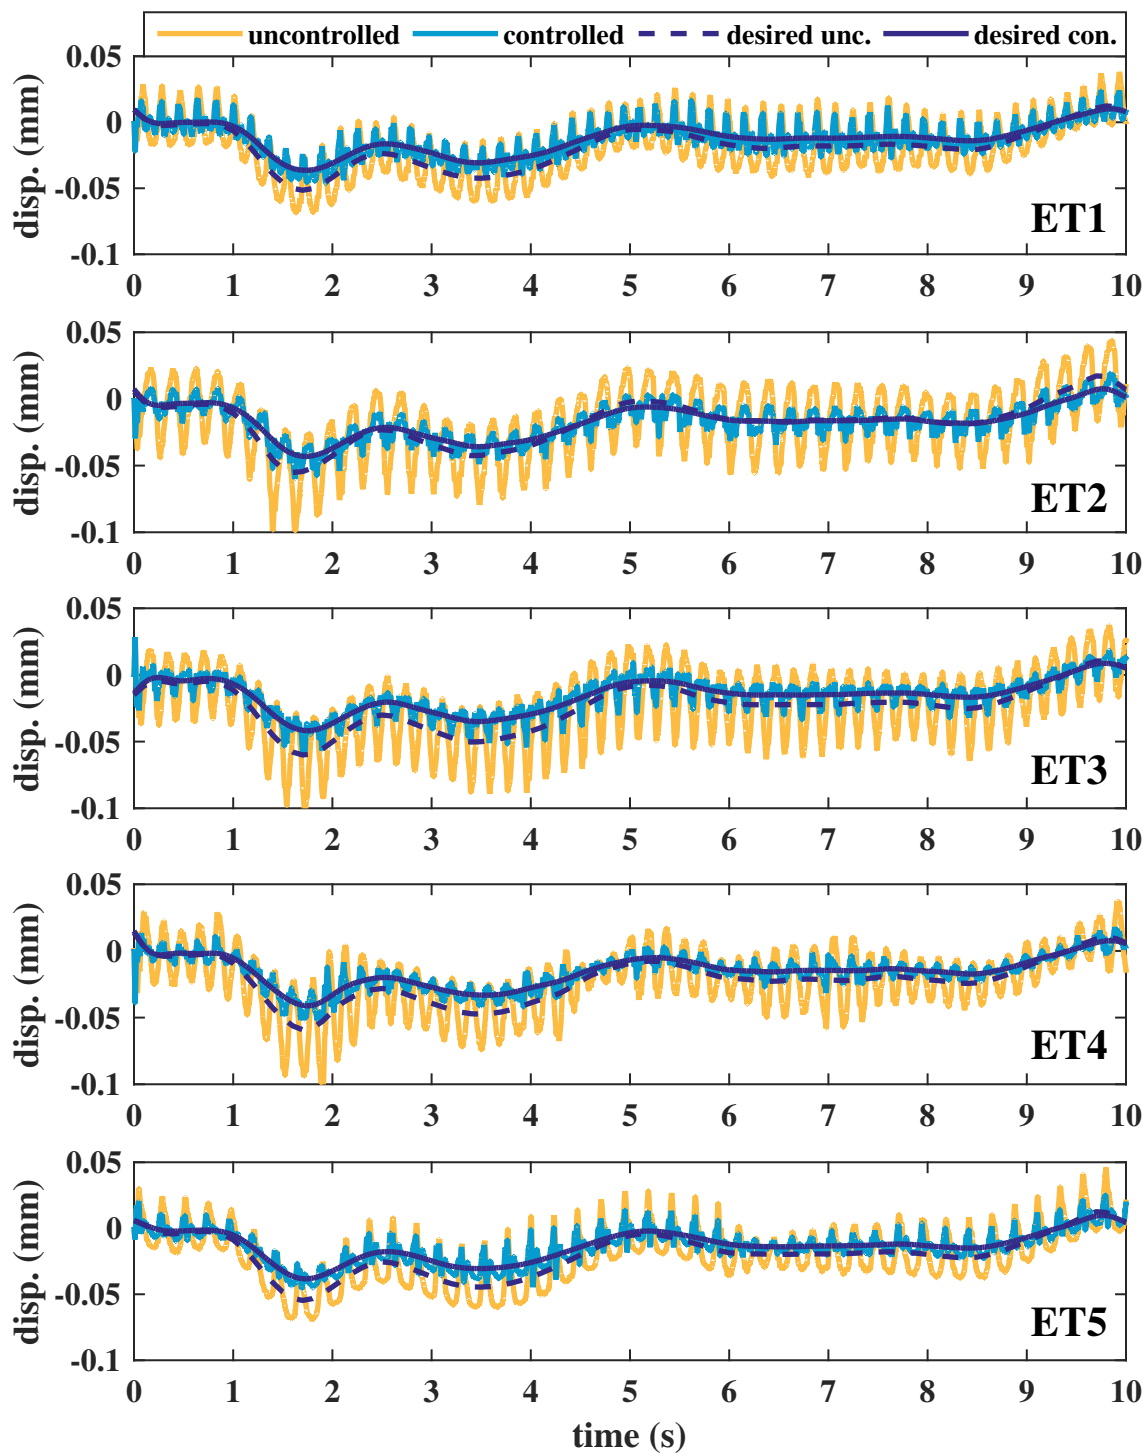 uncontrolled controlled desired unc. desired con.
0.05
0
-0.05
-0.1
disp. (mm)
ET1
0 1 2 3 4 5 6 7 8 9 10
0.05
0
-0.05
-0.1
disp. (mm)
ET2
0 1 2 3 4 5 6 7 8 9 10
0.05
0
-0.05
-0.1
disp. (mm)
ET3
0 1 2 3 4 5 6 7 8 9 10
0.05
0
-0.05
-0.1
disp. (mm)
ET4
0 1 2 3 4 5 6 7 8 9 10
0.05
0
-0.05
-0.1
disp. (mm)
ET5
0 1 2 3 4 5 6 7 8 9 10
time (s)